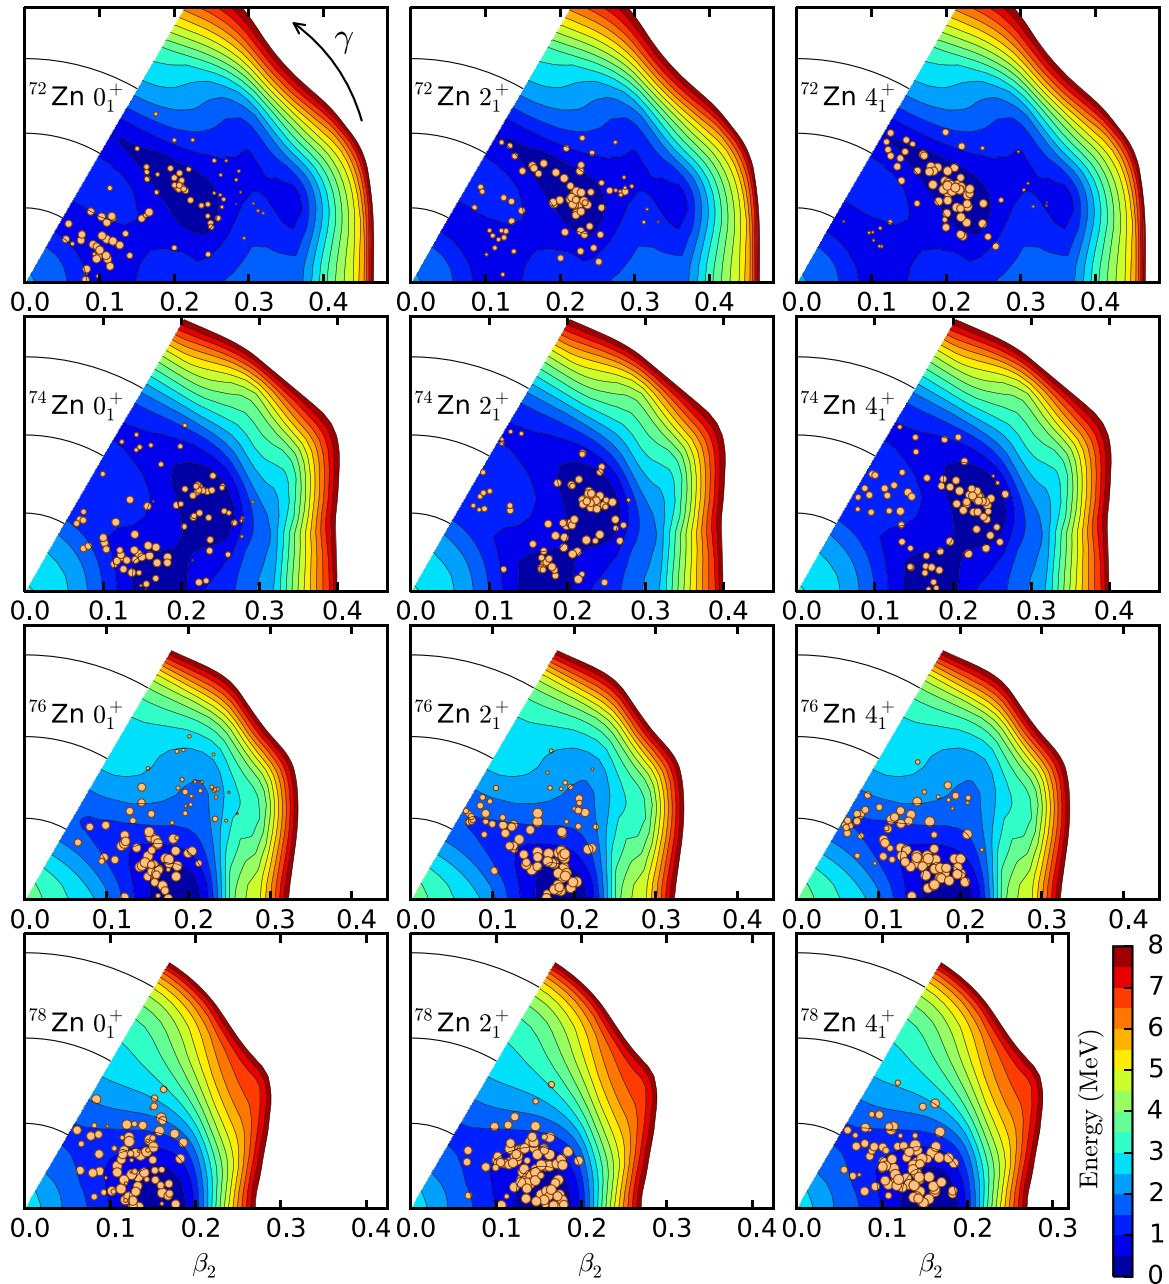 γ
⁷²Zn 0₁⁺ ⁷²Zn 2₁⁺ ⁷²Zn 4₁⁺
0.0 0.1 0.2 0.3 0.4 0.0 0.1 0.2 0.3 0.4 0.0 0.1 0.2 0.3 0.4
⁷⁴Zn 0₁⁺ ⁷⁴Zn 2₁⁺ ⁷⁴Zn 4₁⁺
0.0 0.1 0.2 0.3 0.4 0.0 0.1 0.2 0.3 0.4 0.0 0.1 0.2 0.3 0.4
⁷⁶Zn 0₁⁺ ⁷⁶Zn 2₁⁺ ⁷⁶Zn 4₁⁺
0.0 0.1 0.2 0.3 0.4 0.0 0.1 0.2 0.3 0.4 0.0 0.1 0.2 0.3 0.4
⁷⁸Zn 0₁⁺ ⁷⁸Zn 2₁⁺ ⁷⁸Zn 4₁⁺
0.0 0.1 0.2 0.3 0.4 0.0 0.1 0.2 0.3 0.4 0.0 0.1 0.2 0.3
β₂ β₂ β₂
8
7
6
5
4
3
2
1
0
Energy (MeV)